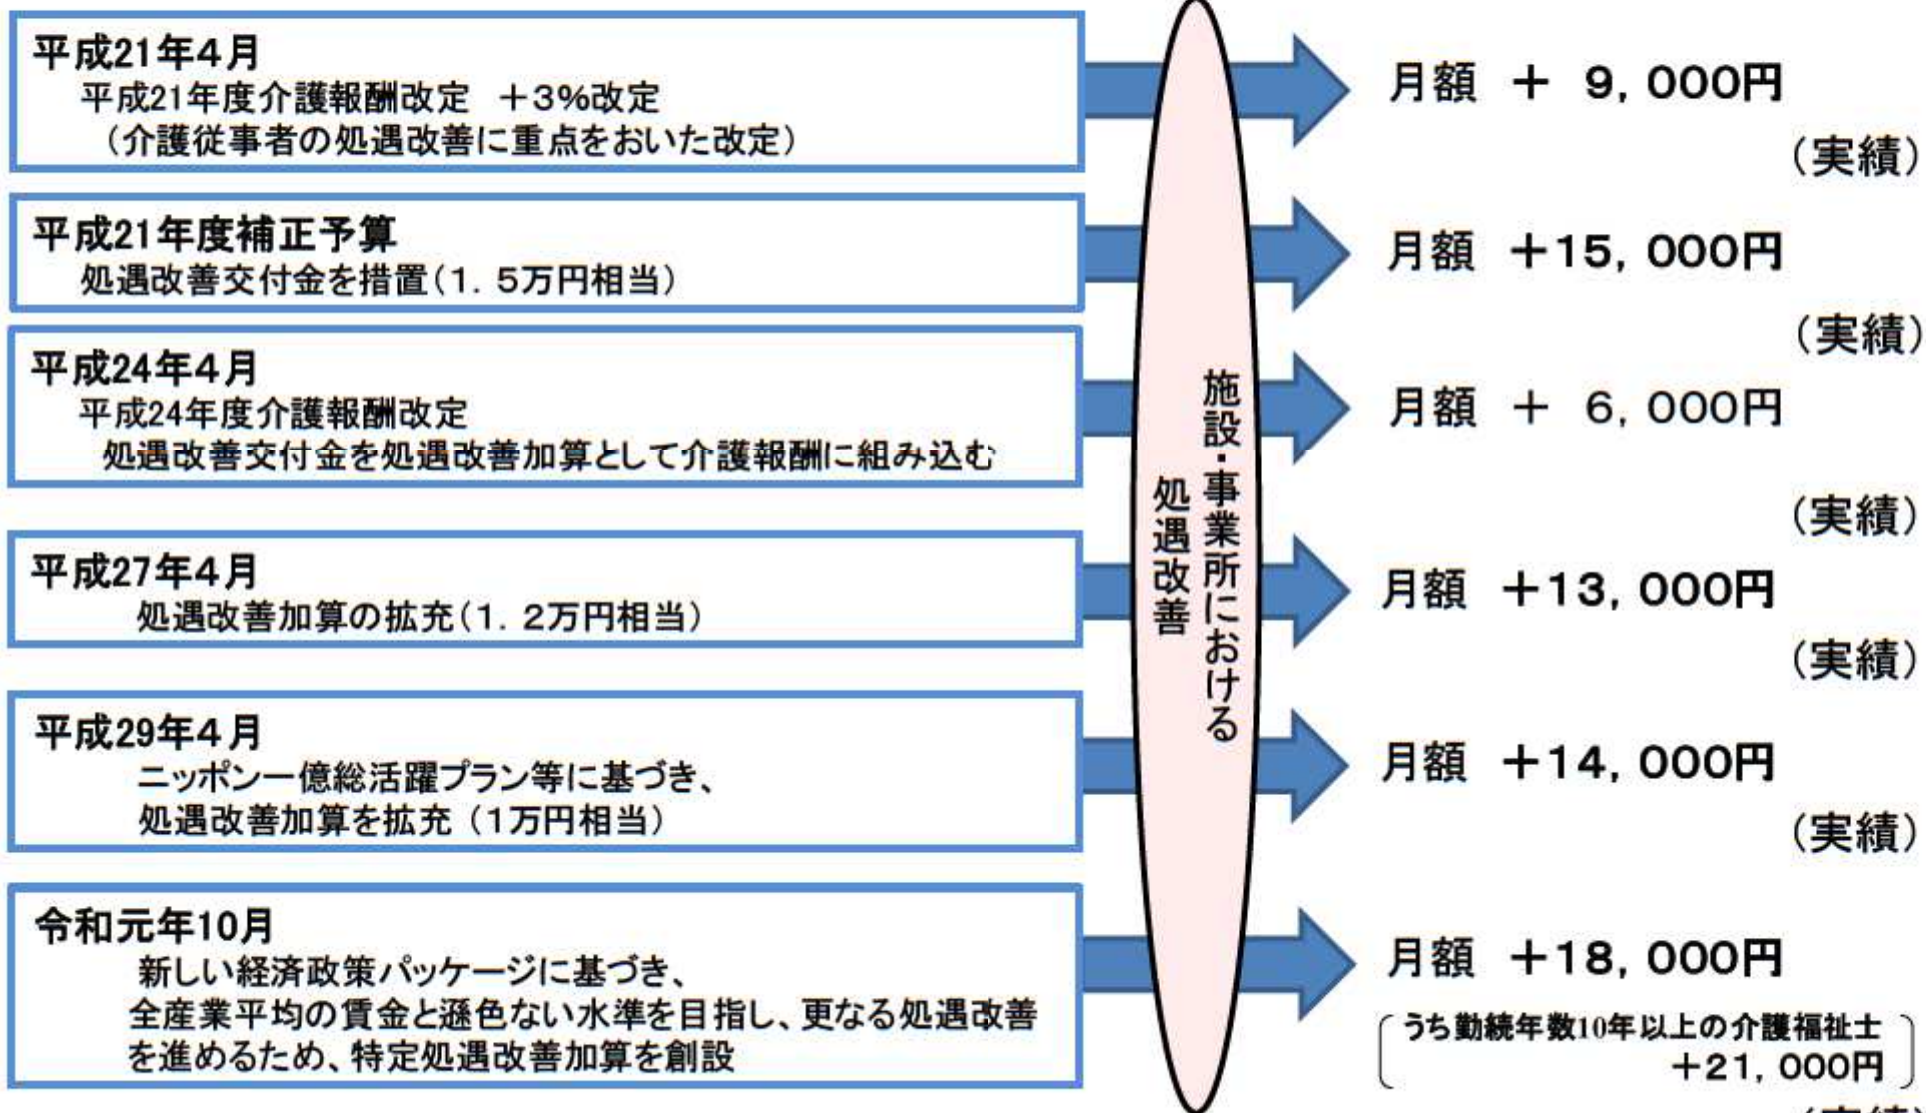 平成21年4月
平成21年度介護報酬改定　＋3%改定
（介護従事者の処遇改善に重点をおいた改定）
月額　＋　9，000円
（実績）
平成21年度補正予算
処遇改善交付金を措置（1．5万円相当）
月額　＋15，000円
（実績）
平成24年4月
平成24年度介護報酬改定
処遇改善交付金を処遇改善加算として介護報酬に組み込む
月額　＋　6，000円
（実績）
平成27年4月
処遇改善加算の拡充（1．2万円相当）
月額　＋13，000円
（実績）
平成29年4月
ニッポン一億総活躍プラン等に基づき、
処遇改善加算を拡充（1万円相当）
月額　＋14，000円
（実績）
令和元年10月
新しい経済政策パッケージに基づき、
全産業平均の賃金と遜色ない水準を目指し、更なる処遇改善
を進めるため、特定処遇改善加算を創設
月額　＋18，000円
うち勤続年数10年以上の介護福祉士
＋21，000円
（実績）
施設・事業所における
処遇改善